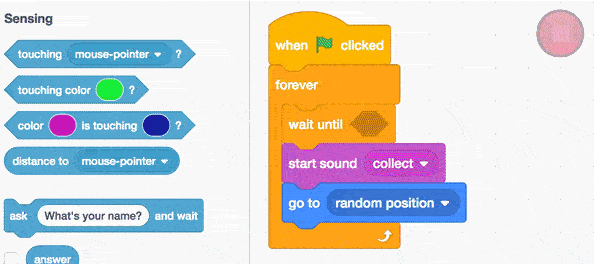 Sensing
touching mouse-pointer ?
touching color ?
color is touching ?
distance to mouse-pointer
ask What's your name? and wait
answer
when clicked
forever
wait until
start sound collect
go to random position